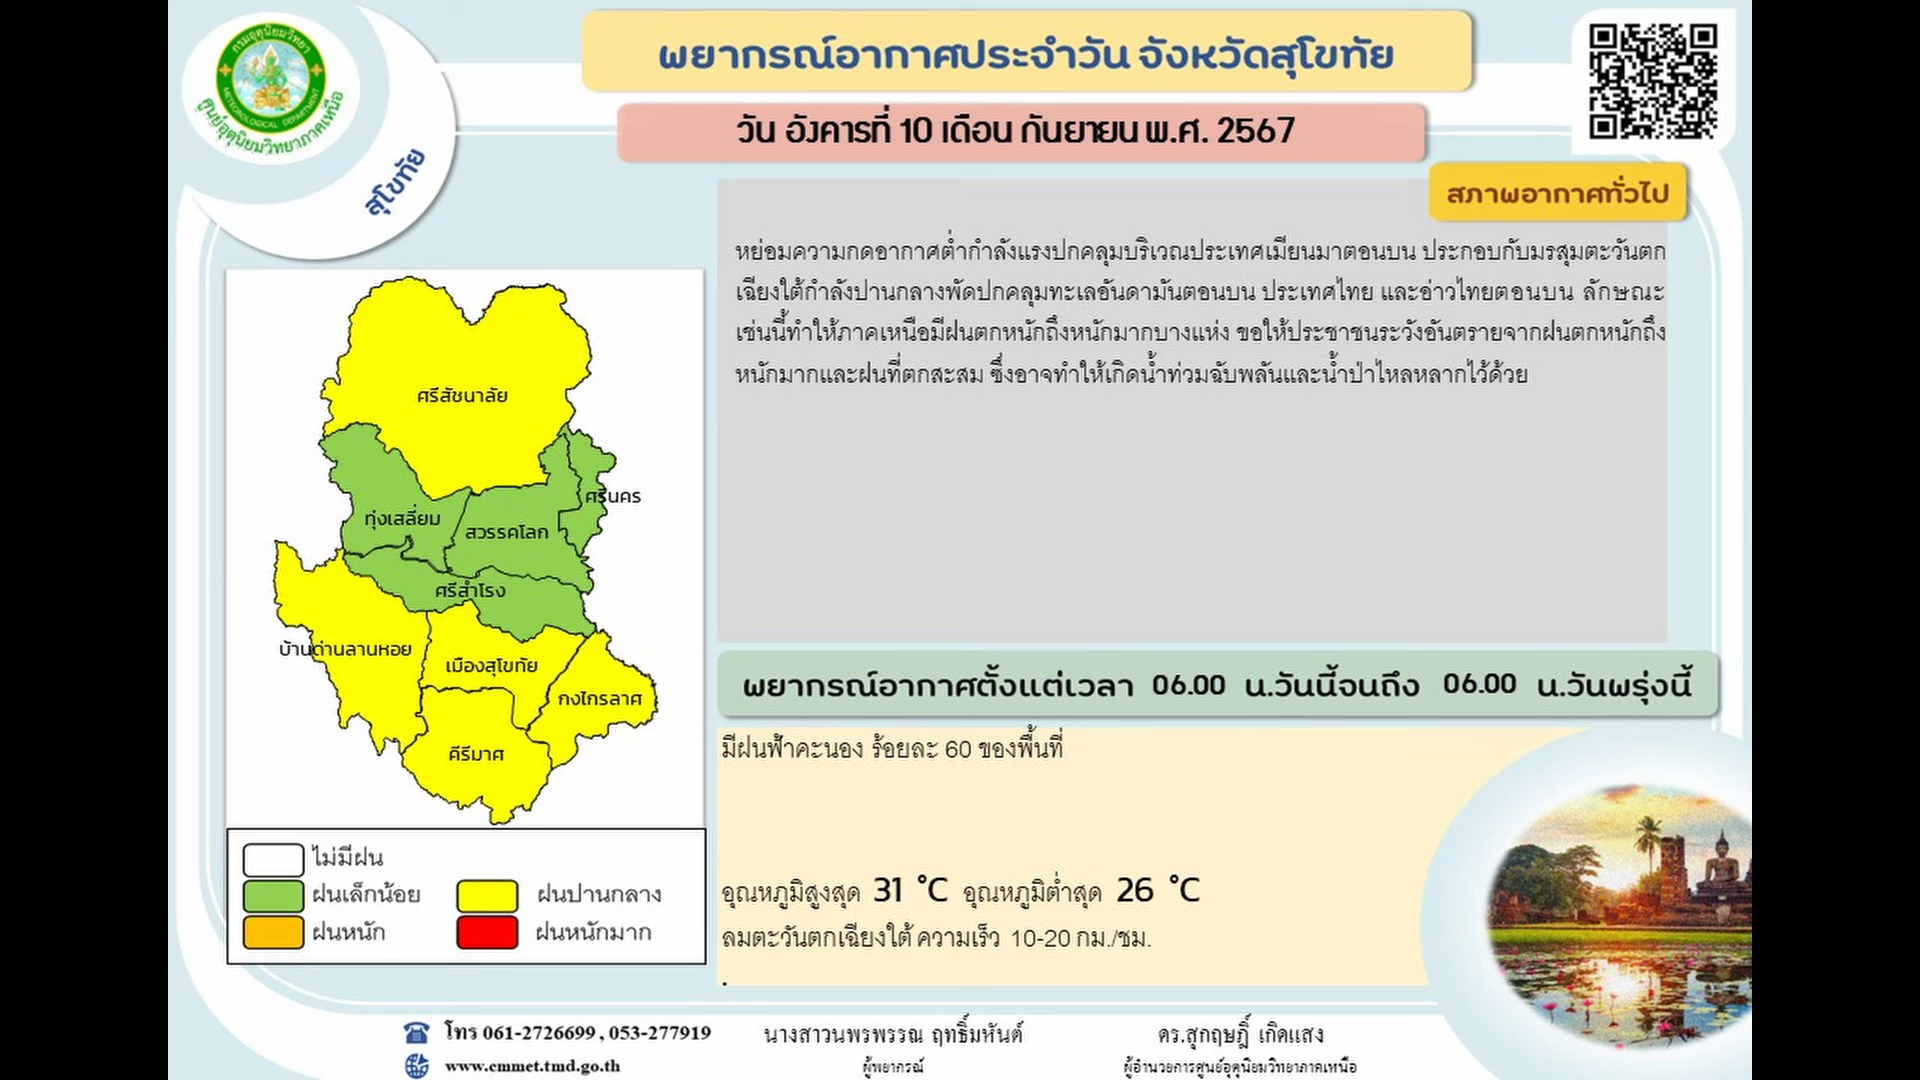 กรมอุตุนิยมวิทยา
METEOROLOGICAL DEPARTMENT
ศูนย์อุตุนิยมวิทยาภาคเหนือ
สุโขทัย
พยากรณ์อากาศประจำวัน จังหวัดสุโขทัย
วัน อังคารที่ 10 เดือน กันยายน พ.ศ. 2567
สภาพอากาศทั่วไป
หย่อมความกดอากาศต่ำกำลังแรงปกคลุมบริเวณประเทศเมียนมาตอนบน ประกอบกับมรสุมตะวันตก
เฉียงใต้กำลังปานกลางพัดปกคลุมทะเลอันดามันตอนบน ประเทศไทย และอ่าวไทยตอนบน ลักษณะ
เช่นนี้ทำให้ภาคเหนือมีฝนตกหนักถึงหนักมากบางแห่ง ขอให้ประชาชนระวังอันตรายจากฝนตกหนักถึง
หนักมากและฝนที่ตกสะสม ซึ่งอาจทำให้เกิดน้ำท่วมฉับพลันและน้ำป่าไหลหลากไว้ด้วย
ศรีสัชนาลัย
ศรีนคร
ทุ่งเสลี่ยม
สวรรคโลก
ศรีสำโรง
บ้านด่านลานหอย
เมืองสุโขทัย
กงไกรลาศ
คีรีมาศ
ไม่มีฝน
ฝนเล็กน้อย
ฝนปานกลาง
ฝนหนัก
ฝนหนักมาก
พยากรณ์อากาศตั้งแต่เวลา 06.00 น.วันนี้จนถึง 06.00 น.วันพรุ่งนี้
มีฝนฟ้าคะนอง ร้อยละ 60 ของพื้นที่
อุณหภูมิสูงสุด 31 °C อุณหภูมิต่ำสุด 26 °C
ลมตะวันตกเฉียงใต้ ความเร็ว 10-20 กม./ชม.
.
โทร 061-2726699 , 053-277919
www.cmmet.tmd.go.th
นางสาวนพรพรรณ ฤทธิ์มหันต์
ผู้พยากรณ์
ดร.สุกฤษฎิ์ เกิดแสง
ผู้อำนวยการศูนย์อุตุนิยมวิทยาภาคเหนือ